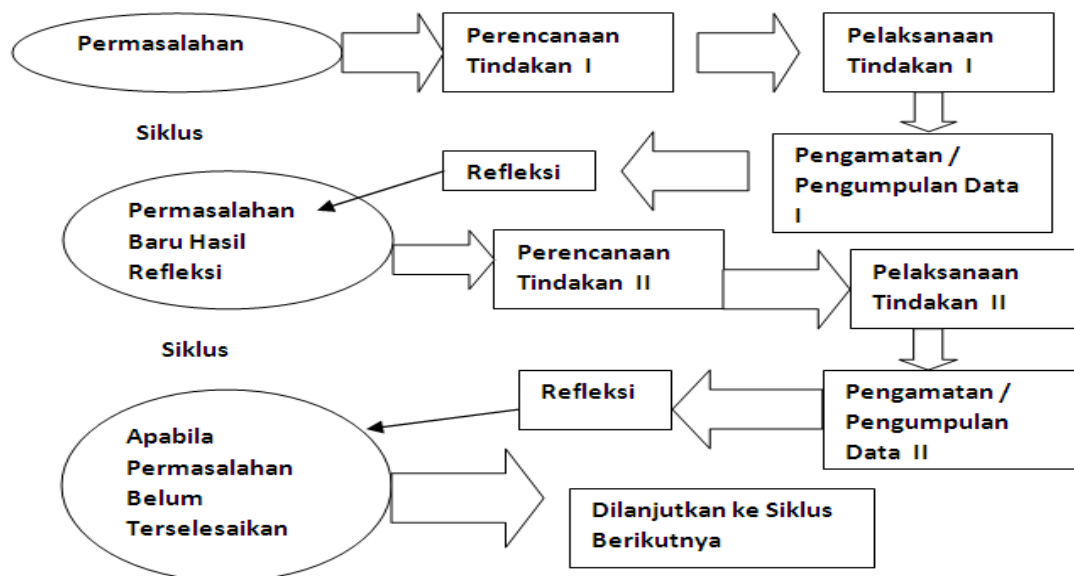 Permasalahan
Perencanaan
Tindakan I
Pelaksanaan
Tindakan I
Siklus
Pengamatan /
Pengumpulan Data
I
Refleksi
Permasalahan
Baru Hasil
Refleksi
Perencanaan
Tindakan II
Pelaksanaan
Tindakan II
Siklus
Pengamatan /
Pengumpulan
Data II
Refleksi
Apabila
Permasalahan
Belum
Terselesaikan
Dilanjutkan ke Siklus
Berikutnya